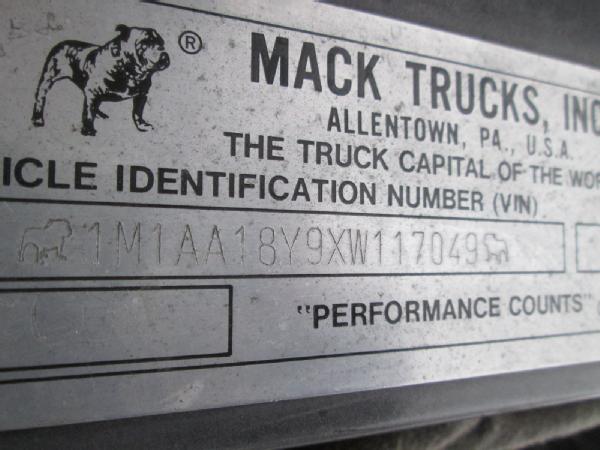 ®
MACK TRUCKS, INC
ALLENTOWN, PA., U.S.A.
THE TRUCK CAPITAL OF THE WOR
ICLE IDENTIFICATION NUMBER (VIN)
1M1AA18Y9XW117049
"PERFORMANCE COUNTS"